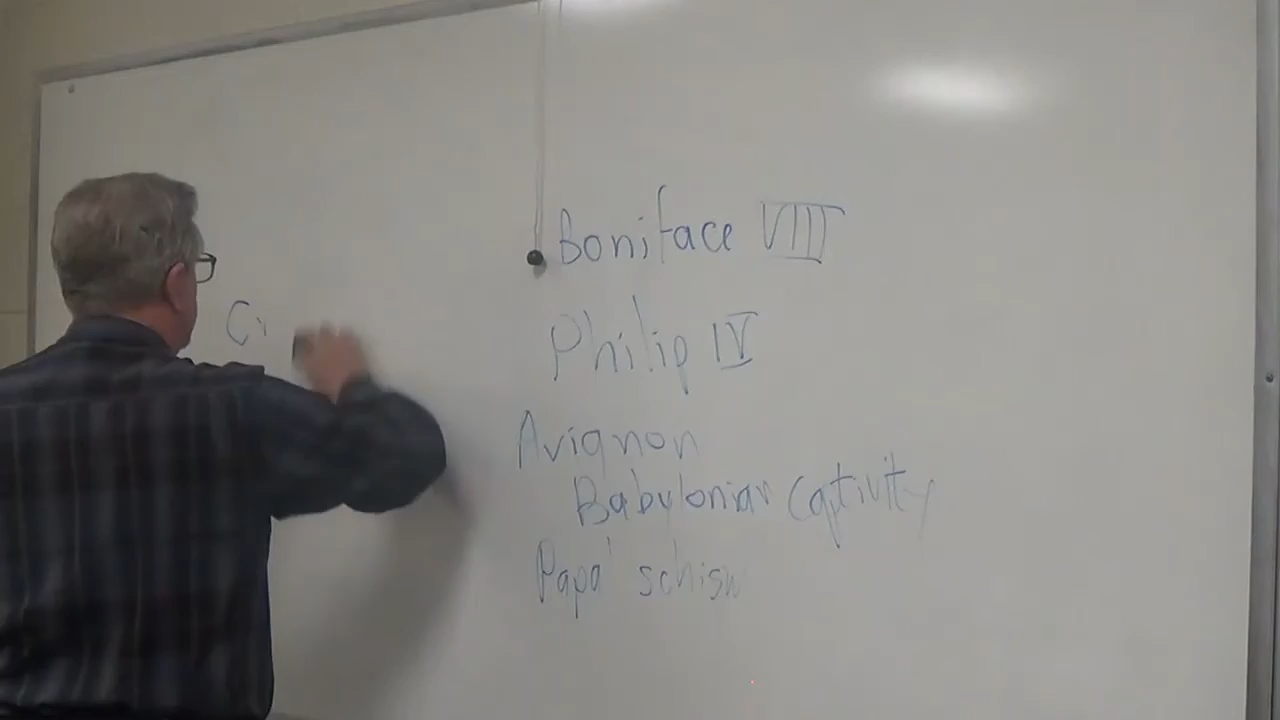 Boniface VIII
Philip IV
Avignon
Babylonian Captivity
Papal schism